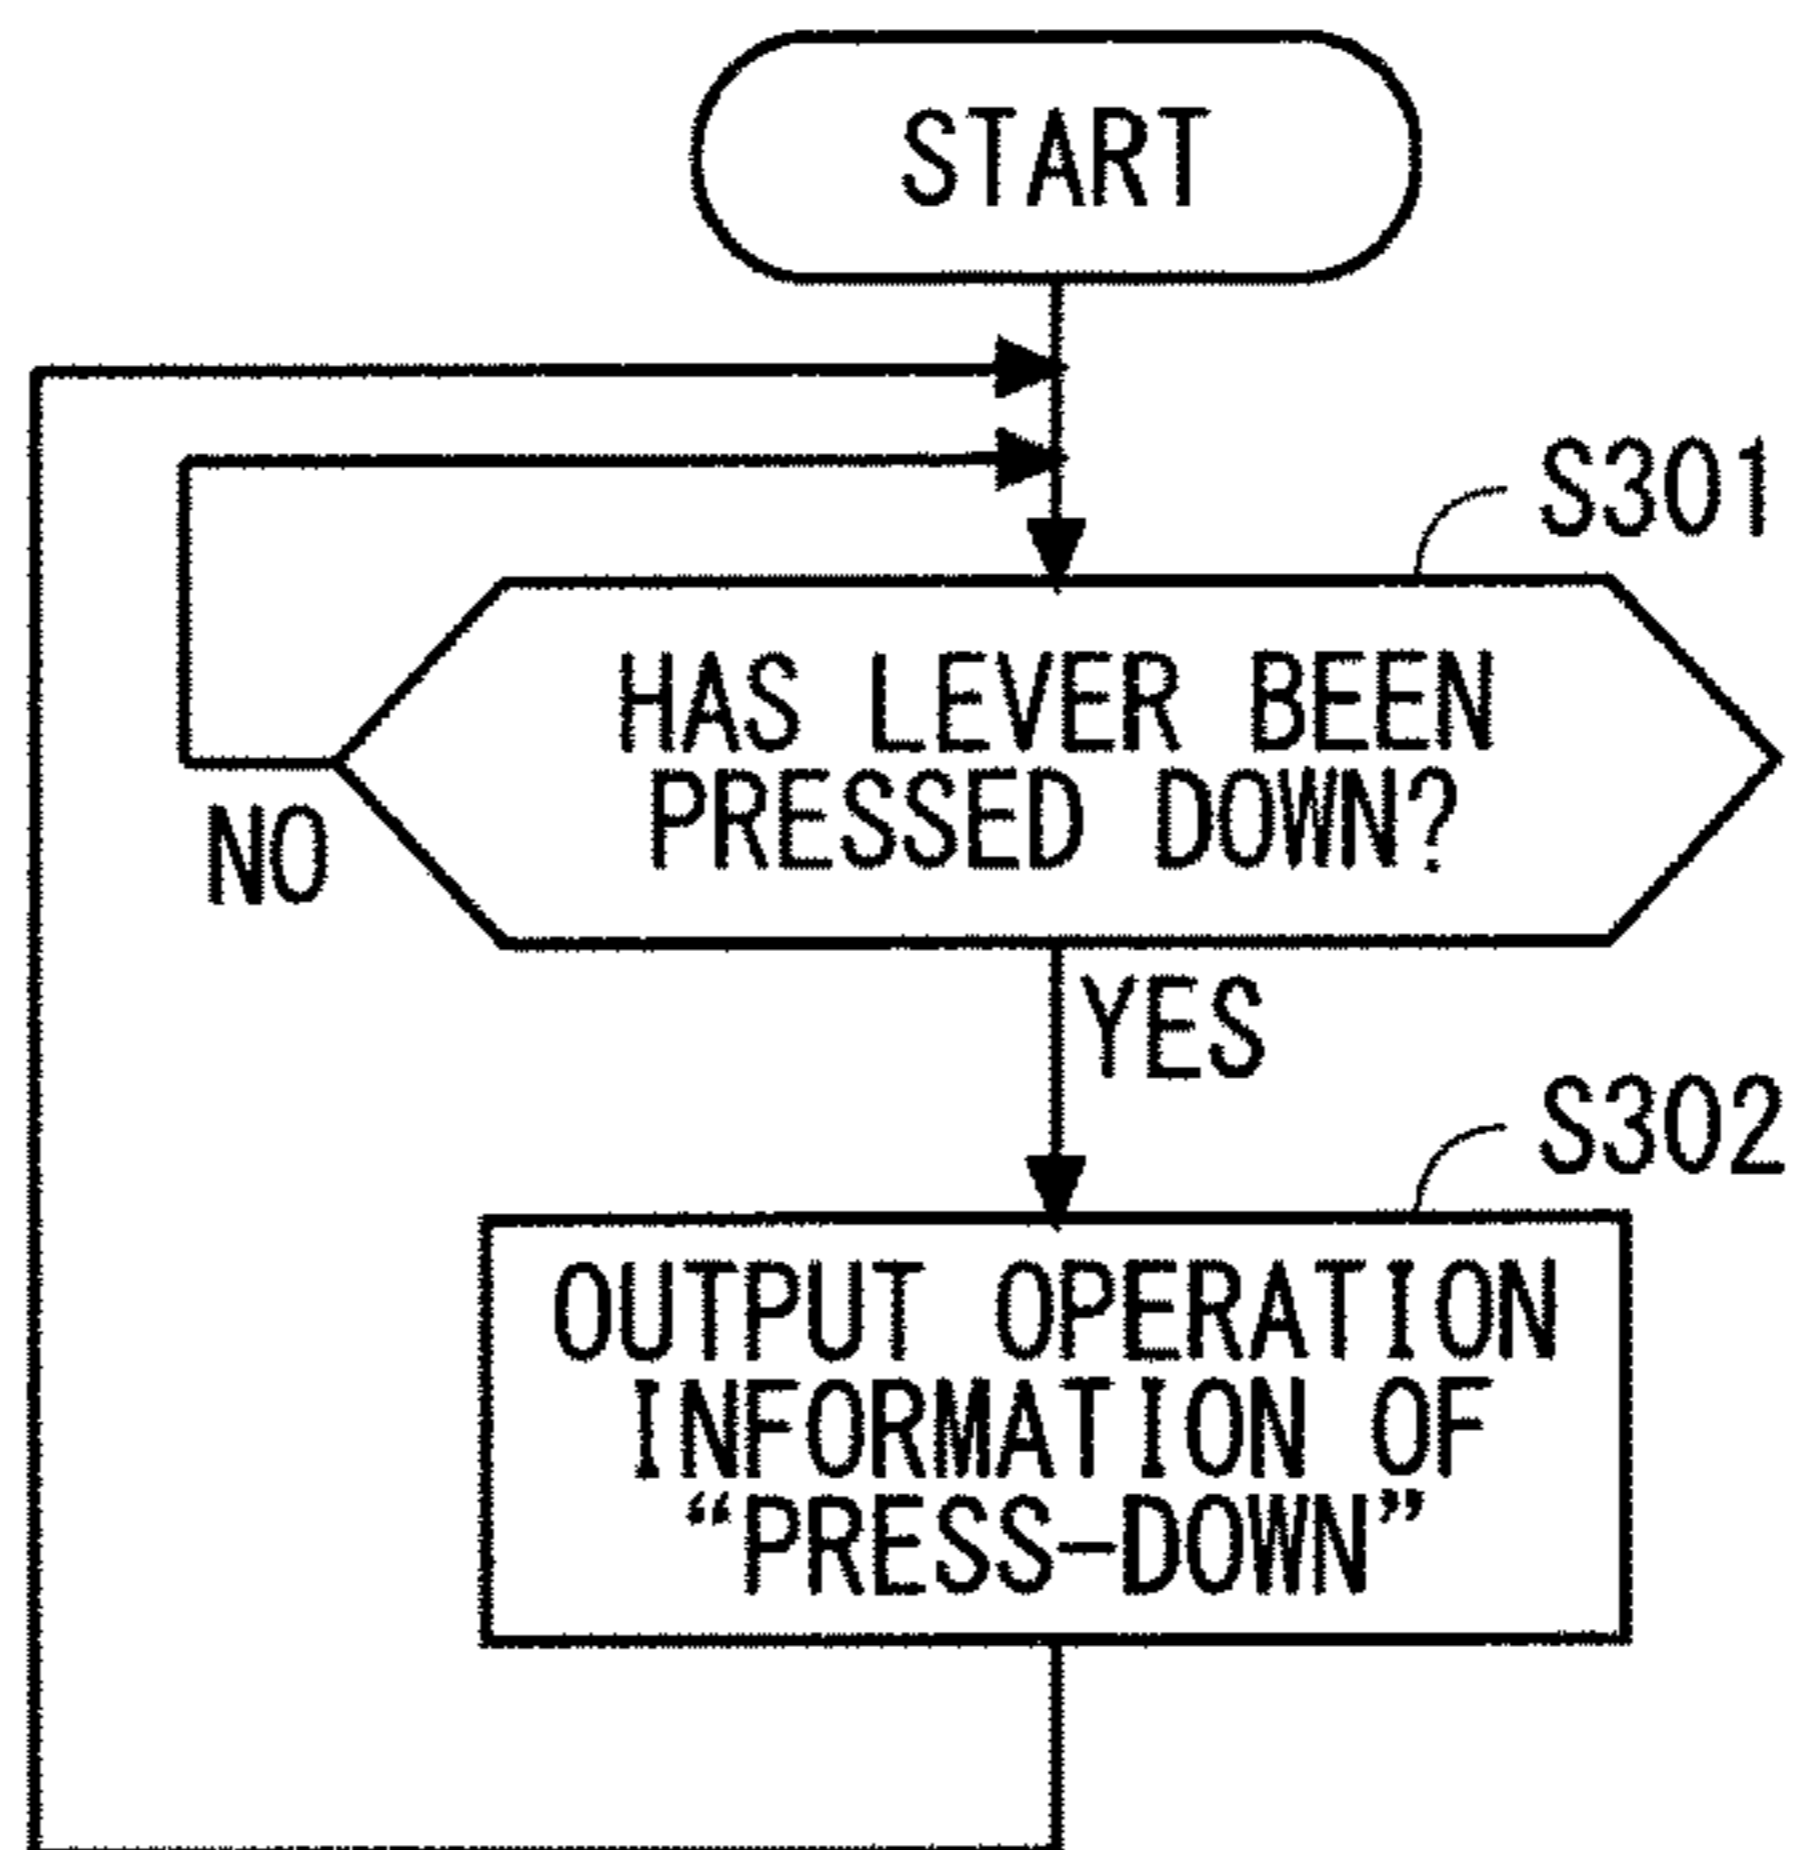 START
S301
HAS LEVER BEEN
PRESSED DOWN?
NO
YES
S302
OUTPUT OPERATION
INFORMATION OF
“PRESS-DOWN”